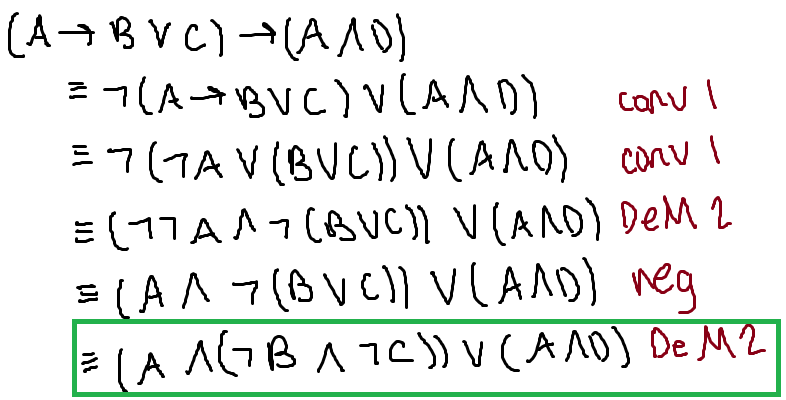 (A → B ∨ C) → (A ∧ D)
≡ ¬(A → B ∨ C) ∨ (A ∧ D) conv 1
≡ ¬(¬A ∨ (B ∨ C)) ∨ (A ∧ D) conv 1
≡ (¬¬A ∧ ¬(B ∨ C)) ∨ (A ∧ D) DeM 2
≡ (A ∧ ¬(B ∨ C)) ∨ (A ∧ D) neg
≡ (A ∧ (¬B ∧ ¬C)) ∨ (A ∧ D) DeM 2